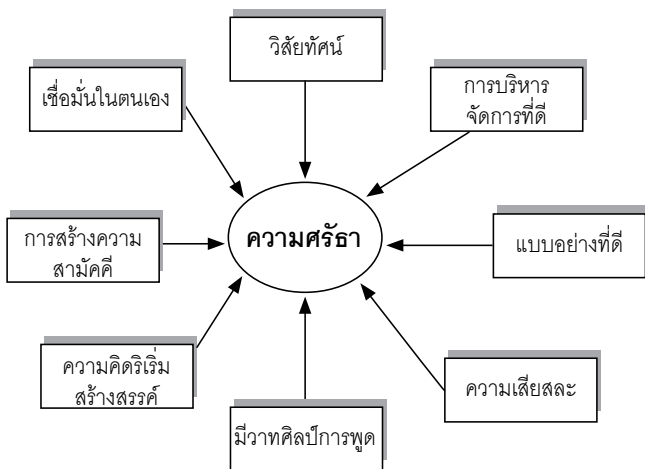 วิสัยทัศน์
เชื่อมั่นในตนเอง
การบริหาร
จัดการที่ดี
การสร้างความ
สามัคคี
ความศรัธา
แบบอย่างที่ดี
ความคิดริเริ่ม
สร้างสรรค์
ความเสียสละ
มีวาทศิลป์การพูด